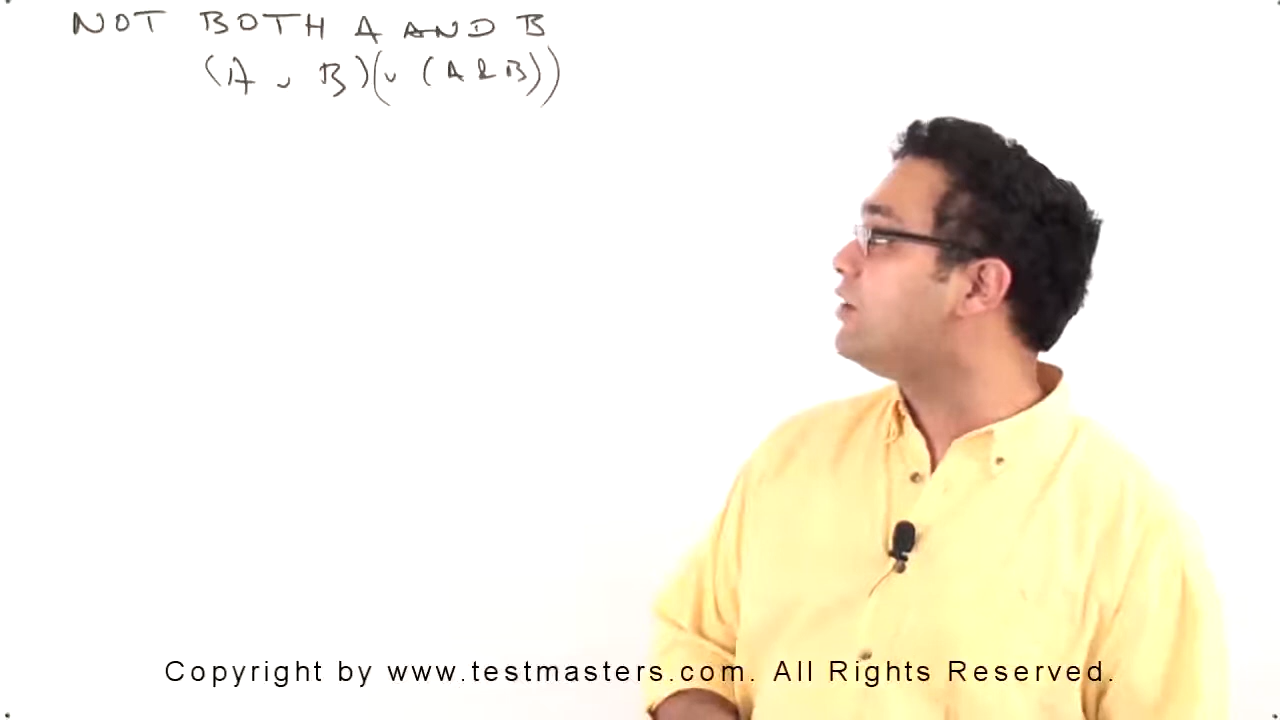 NOT BOTH A AND B
(A ∨ B)(∨ (A & B))
Copyright by www.testmasters.com. All Rights Reserved.